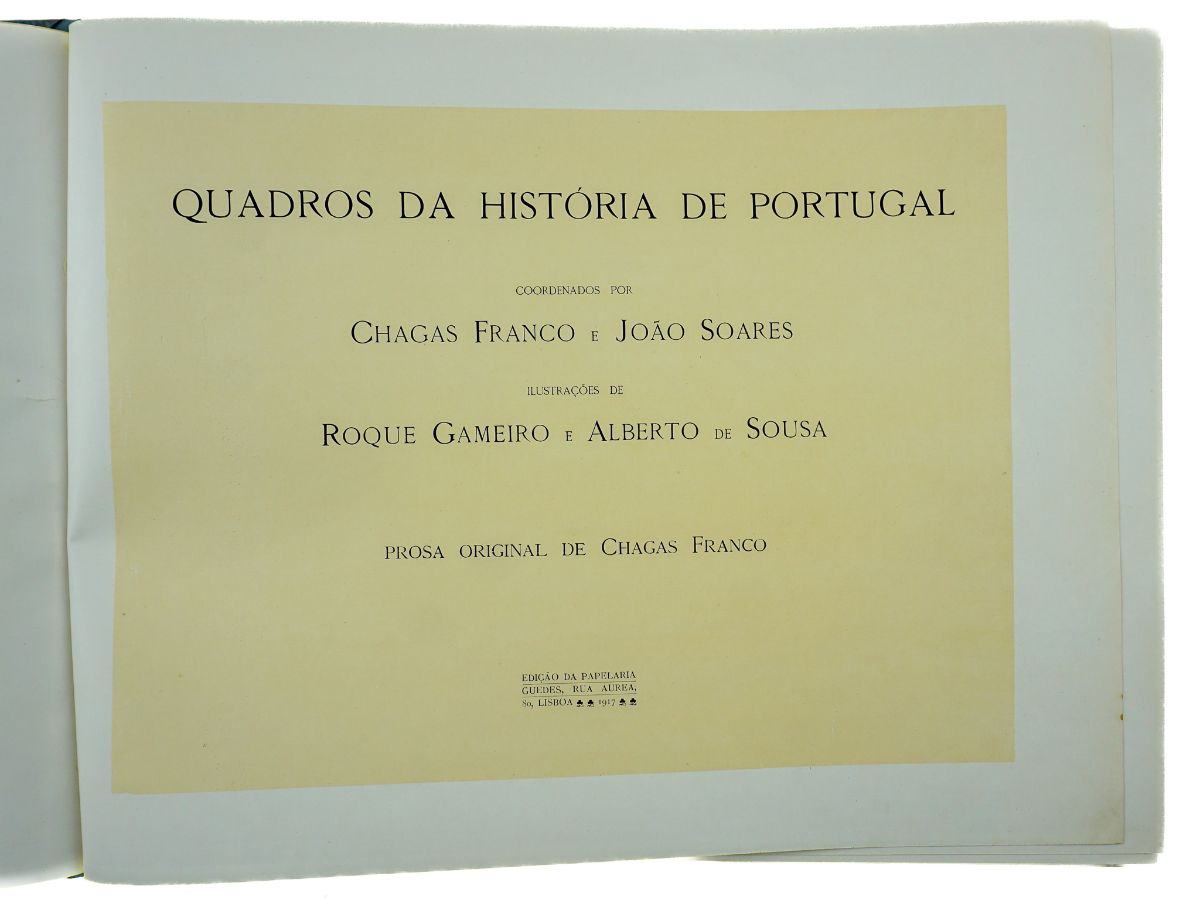 QUADROS DA HISTÓRIA DE PORTUGAL
COORDENADOS POR
CHAGAS FRANCO E JOÃO SOARES
ILUSTRAÇÕES DE
ROQUE GAMEIRO E ALBERTO DE SOUSA
PROSA ORIGINAL DE CHAGAS FRANCO
EDIÇÃO DA PAPELARIA
GUEDES, RUA AUREA,
80, LISBOA ♣ ♣ 1917 ♣ ♣